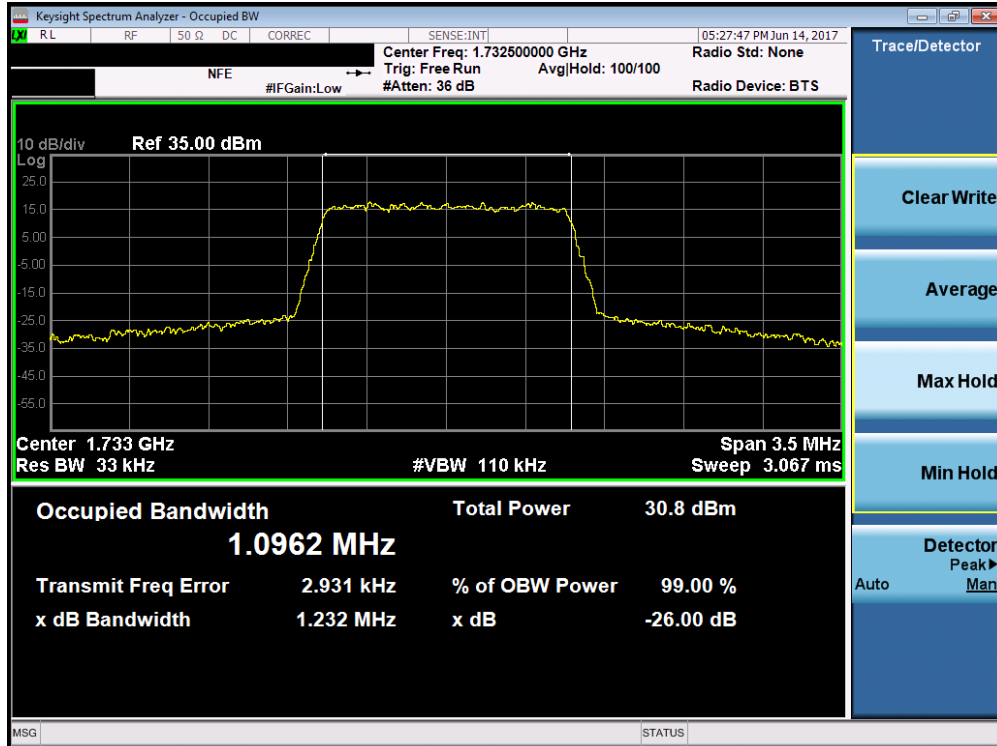 Keysight Spectrum Analyzer - Occupied BW
LXI RL RF 50 Ω DC CORREC SENSE:INT 05:27:47 PM Jun 14, 2017
Center Freq: 1.732500000 GHz Radio Std: None
NFE Trig: Free Run Avg|Hold: 100/100
#IFGain:Low #Atten: 36 dB Radio Device: BTS
10 dB/div Ref 35.00 dBm
Log
25.0
15.0
5.00
-5.00
-15.0
-25.0
-35.0
-45.0
-55.0
Center 1.733 GHz Span 3.5 MHz
Res BW 33 kHz #VBW 110 kHz Sweep 3.067 ms
Occupied Bandwidth Total Power 30.8 dBm
1.0962 MHz
Transmit Freq Error 2.931 kHz % of OBW Power 99.00 %
x dB Bandwidth 1.232 MHz x dB -26.00 dB
MSG STATUS
Trace/Detector
Clear Write
Average
Max Hold
Min Hold
Detector
Peak▶
Auto Man